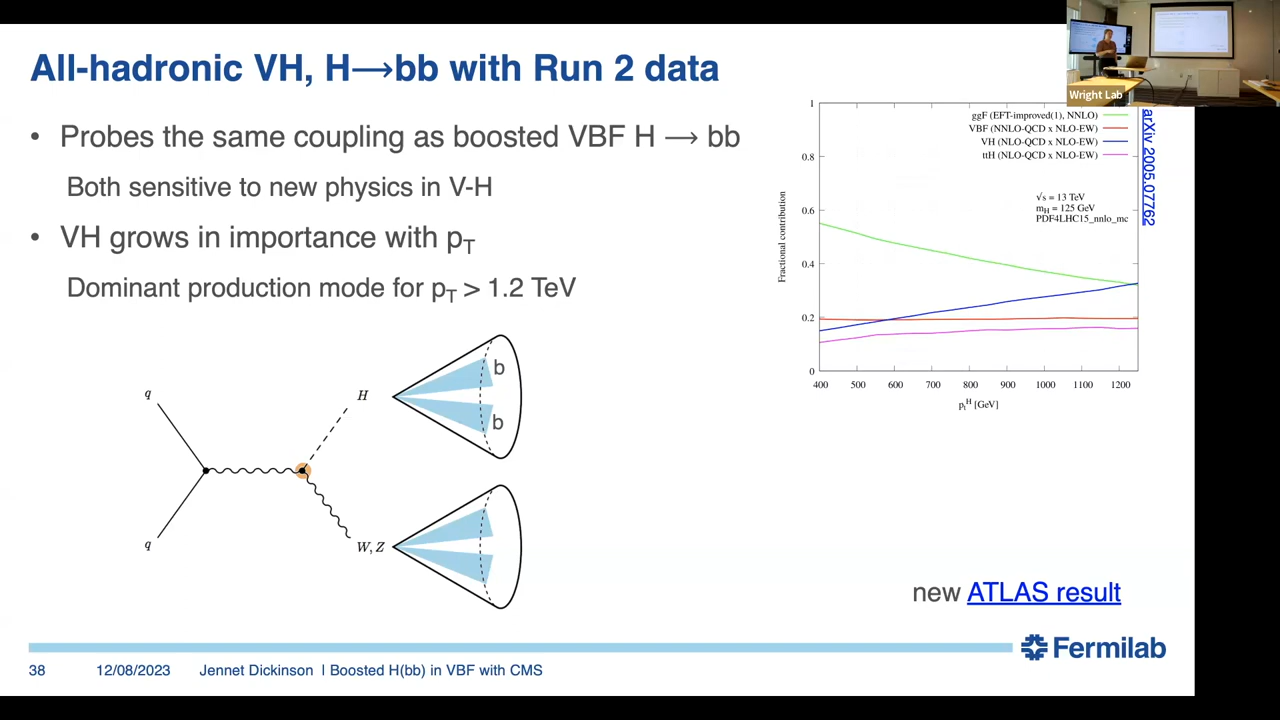 All-hadronic VH, H→bb with Run 2 data
• Probes the same coupling as boosted VBF H → bb
Both sensitive to new physics in V-H
• VH grows in importance with pT
Dominant production mode for pT > 1.2 TeV
q
q
H
W, Z
b
b
Wright Lab
1
0.8
0.6
0.4
0.2
0
Fractional contribution
ggF (EFT-improved(1), NNLO)
VBF (NNLO-QCD x NLO-EW)
VH (NLO-QCD x NLO-EW)
ttH (NLO-QCD x NLO-EW)
√s = 13 TeV
mH = 125 GeV
PDF4LHC15_nnlo_mc
400 500 600 700 800 900 1000 1100 1200
ptH [GeV]
arXiv 2005.07762
new ATLAS result
Fermilab
38 12/08/2023 Jennet Dickinson | Boosted H(bb) in VBF with CMS